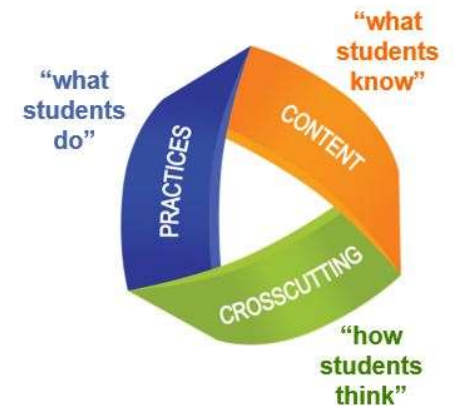 “what
students
know”
“what
students
do”
CONTENT
PRACTICES
CROSSCUTTING
“how
students
think”